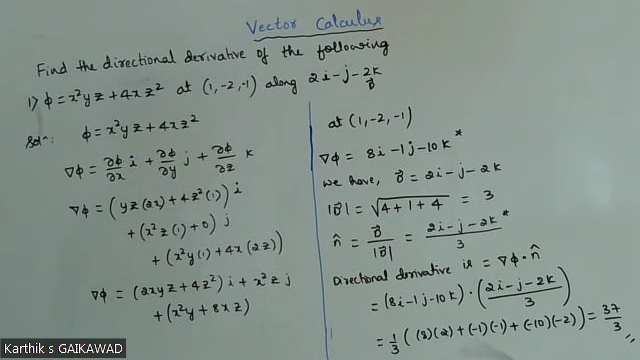 Vector Calculus
Find the directional derivative of the following
1) ϕ = x²yz + 4xz² at (1,-2,-1) along 2i-j-2k
a⃗
Solⁿ: ϕ = x²yz + 4xz²
∇ϕ = ∂ϕ/∂x i + ∂ϕ/∂y j + ∂ϕ/∂z k
∇ϕ = (yz(2x) + 4z²(1)) i
+ (x²z(1) + 0) j
+ (x²y(1) + 4x(2z))
∇ϕ = (2xyz + 4z²) i + x²z j
+ (x²y + 8xz)
at (1,-2,-1)
∇ϕ = 8i - 1j - 10k *
we have, a⃗ = 2i - j - 2k
|a⃗| = √4+1+4 = 3
n̂ = a⃗/|a⃗| = 2i-j-2k/3 *
Directional derivative is = ∇ϕ · n̂
= (8i - 1j - 10k) · (2i-j-2k/3)
= 1/3 ((8)(2) + (-1)(-1) + (-10)(-2)) = 37/3 //
Karthik s GAIKAWAD